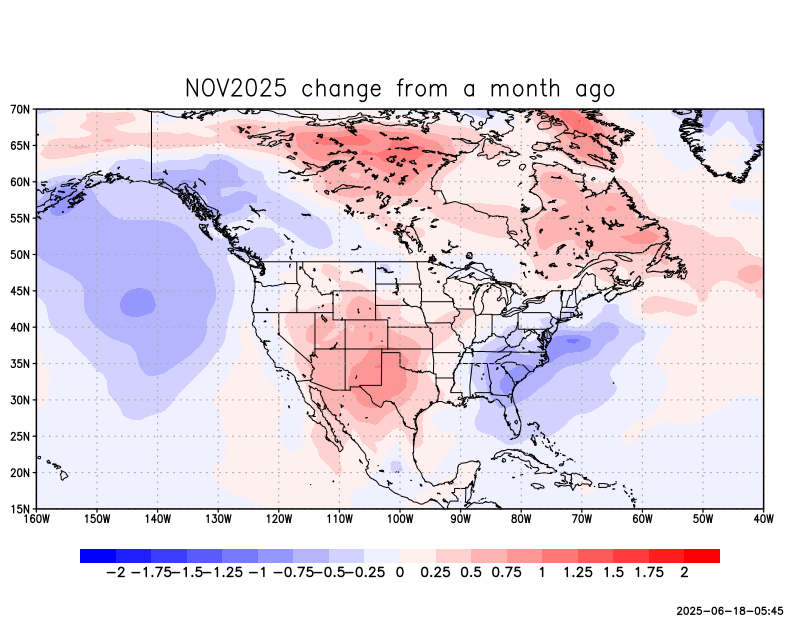 NOV2025 change from a month ago
70N
65N
60N
55N
50N
45N
40N
35N
30N
25N
20N
15N
160W 150W 140W 130W 120W 110W 100W 90W 80W 70W 60W 50W 40W
−2 −1.75 −1.5 −1.25 −1 −0.75 −0.5 −0.25 0 0.25 0.5 0.75 1 1.25 1.5 1.75 2
2025−06−18−05:45